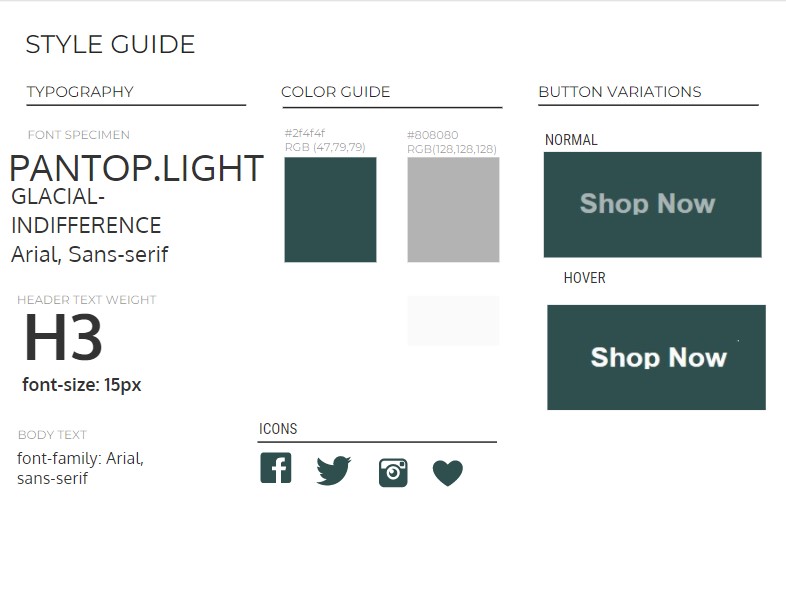 STYLE GUIDE
TYPOGRAPHY
FONT SPECIMEN
PANTOP.LIGHT
GLACIAL-
INDIFFERENCE
Arial, Sans-serif
HEADER TEXT WEIGHT
H3
font-size: 15px
BODY TEXT
font-family: Arial,
sans-serif
COLOR GUIDE
#2f4f4f
RGB (47,79,79)
#808080
RGB(128,128,128)
ICONS
BUTTON VARIATIONS
NORMAL
Shop Now
HOVER
Shop Now